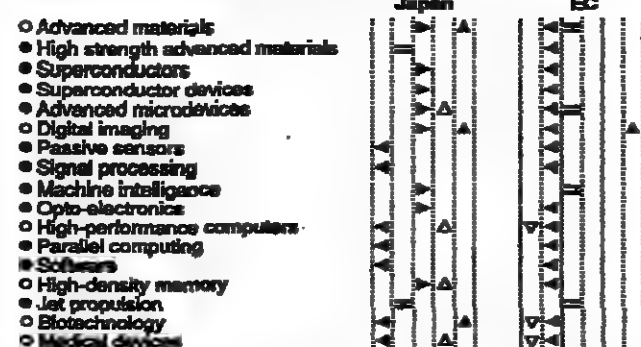 Japan EC
Advanced materials
High strength advanced materials
Superconductors
Superconductor devices
Advanced microdevices
Digital imaging
Passive sensors
Signal processing
Machine intelligence
Opto-electronics
High-performance computers
Parallel computing
Software
High-density memory
Jet propulsion
Biotechnology
Medical devices